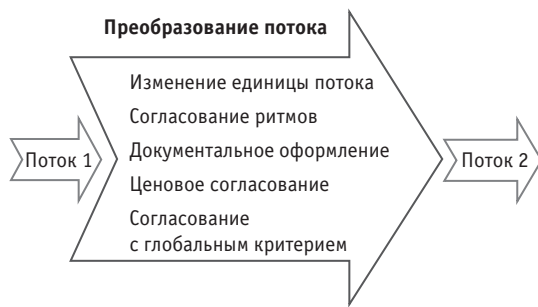 Преобразование потока
Изменение единицы потока
Согласование ритмов
Поток 1
Документальное оформление
Поток 2
Ценовое согласование
Согласование
с глобальным критерием